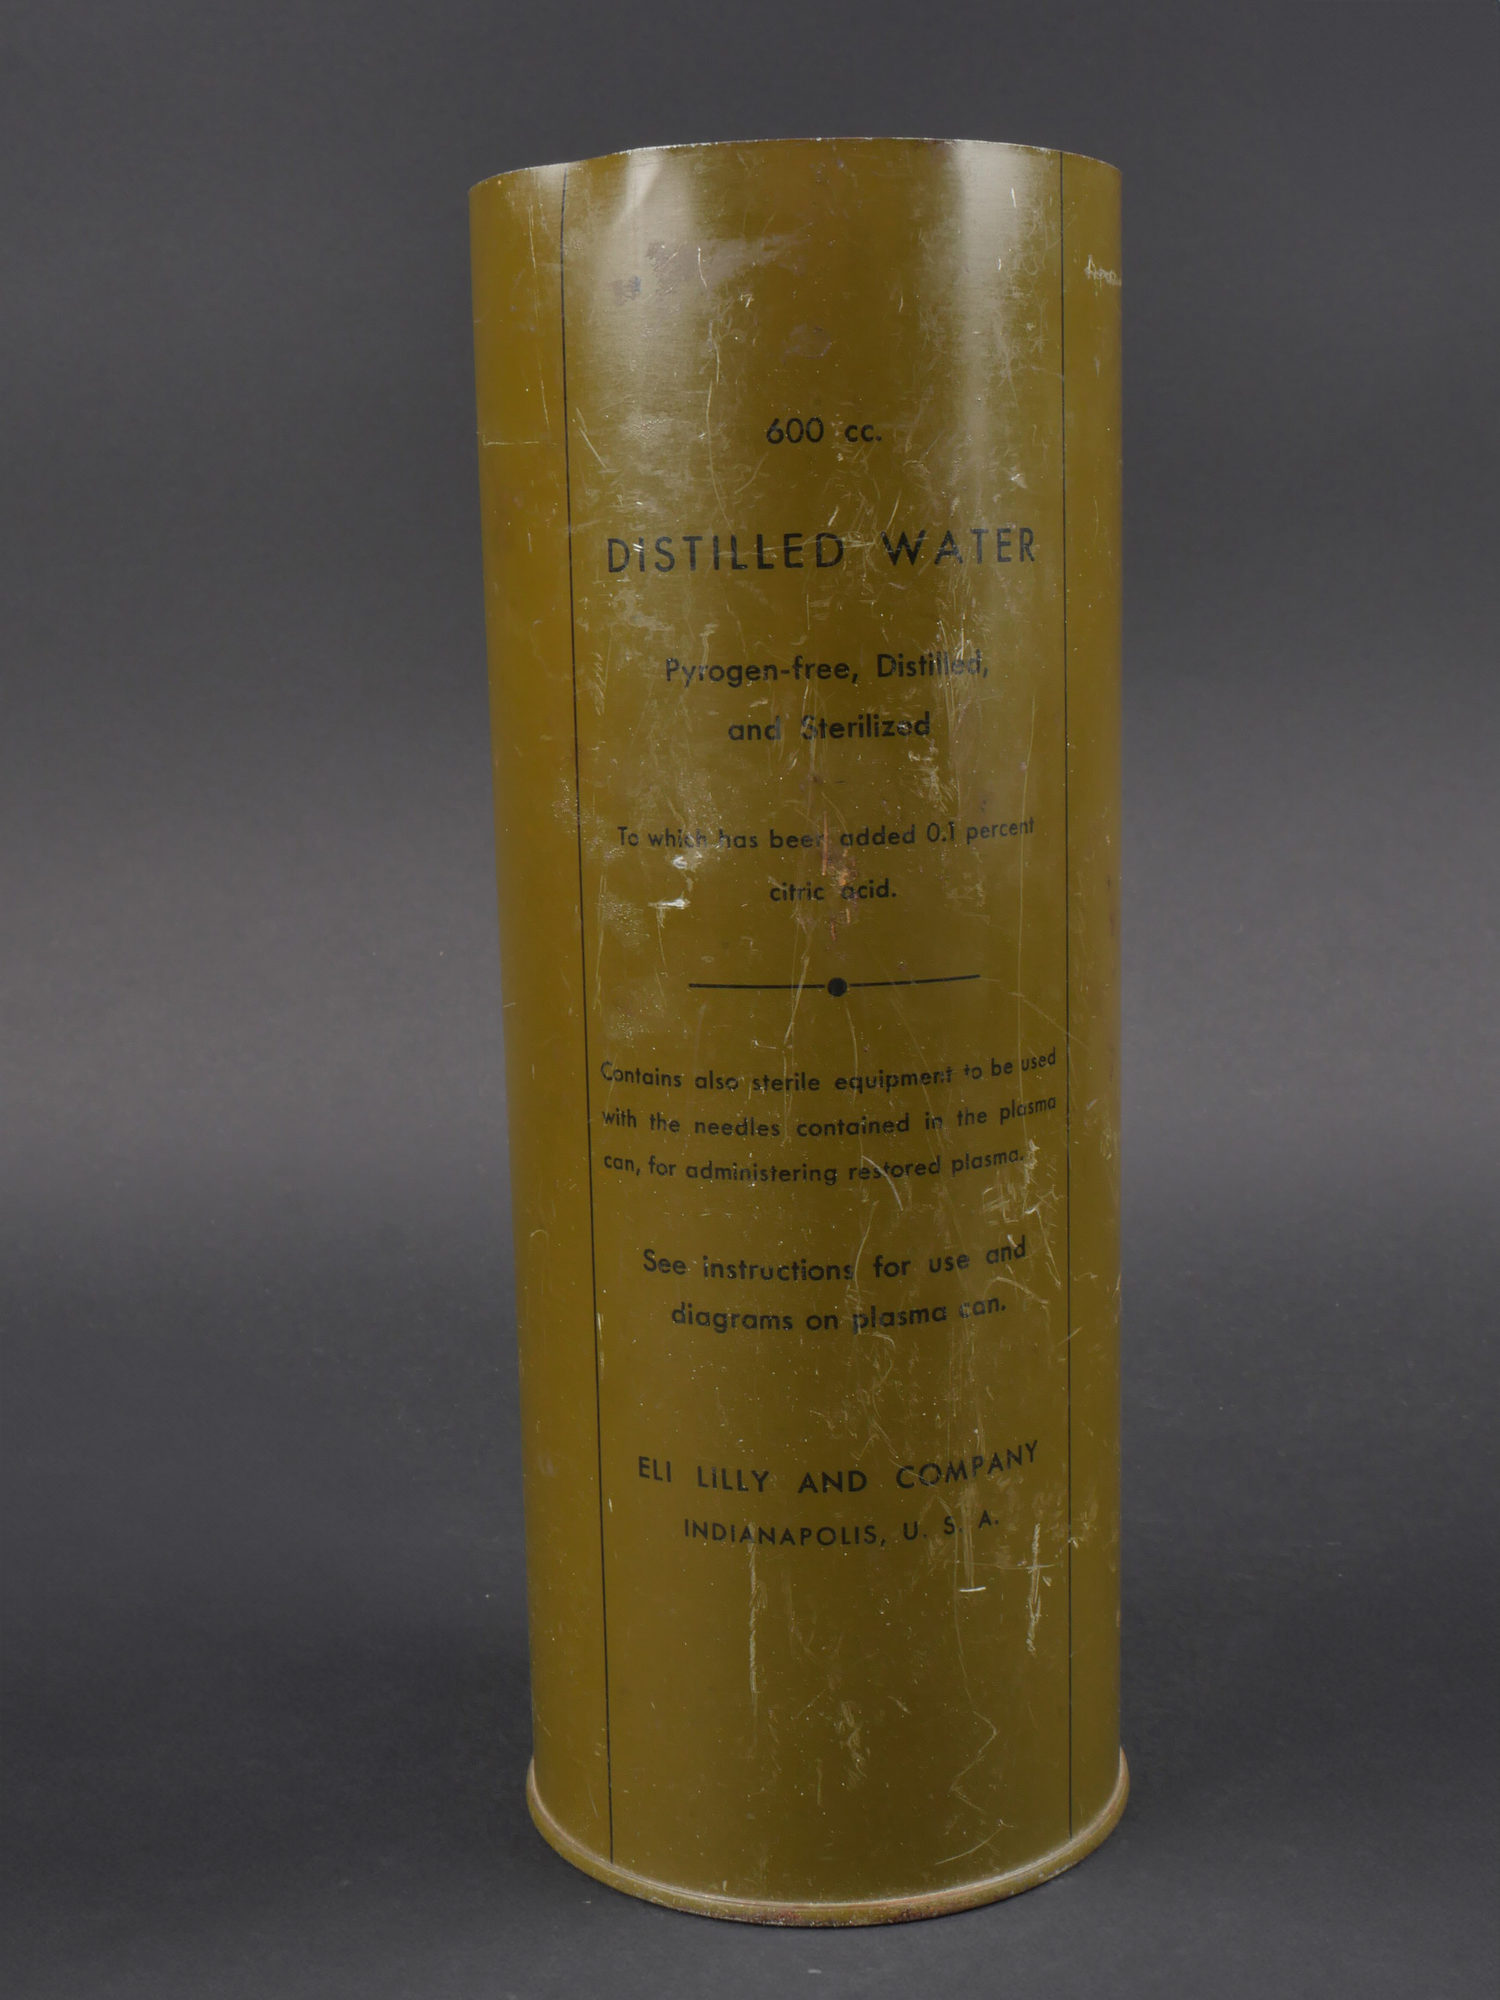 600 cc.
DISTILLED WATER
Pyrogen-free, Distilled,
and Sterilized
To which has been added 0.1 percent
citric acid.
Contains also sterile equipment to be used
with the needles contained in the plasma
can, for administering restored plasma.
See instructions for use and
diagrams on plasma can.
ELI LILLY AND COMPANY
INDIANAPOLIS, U. S. A.